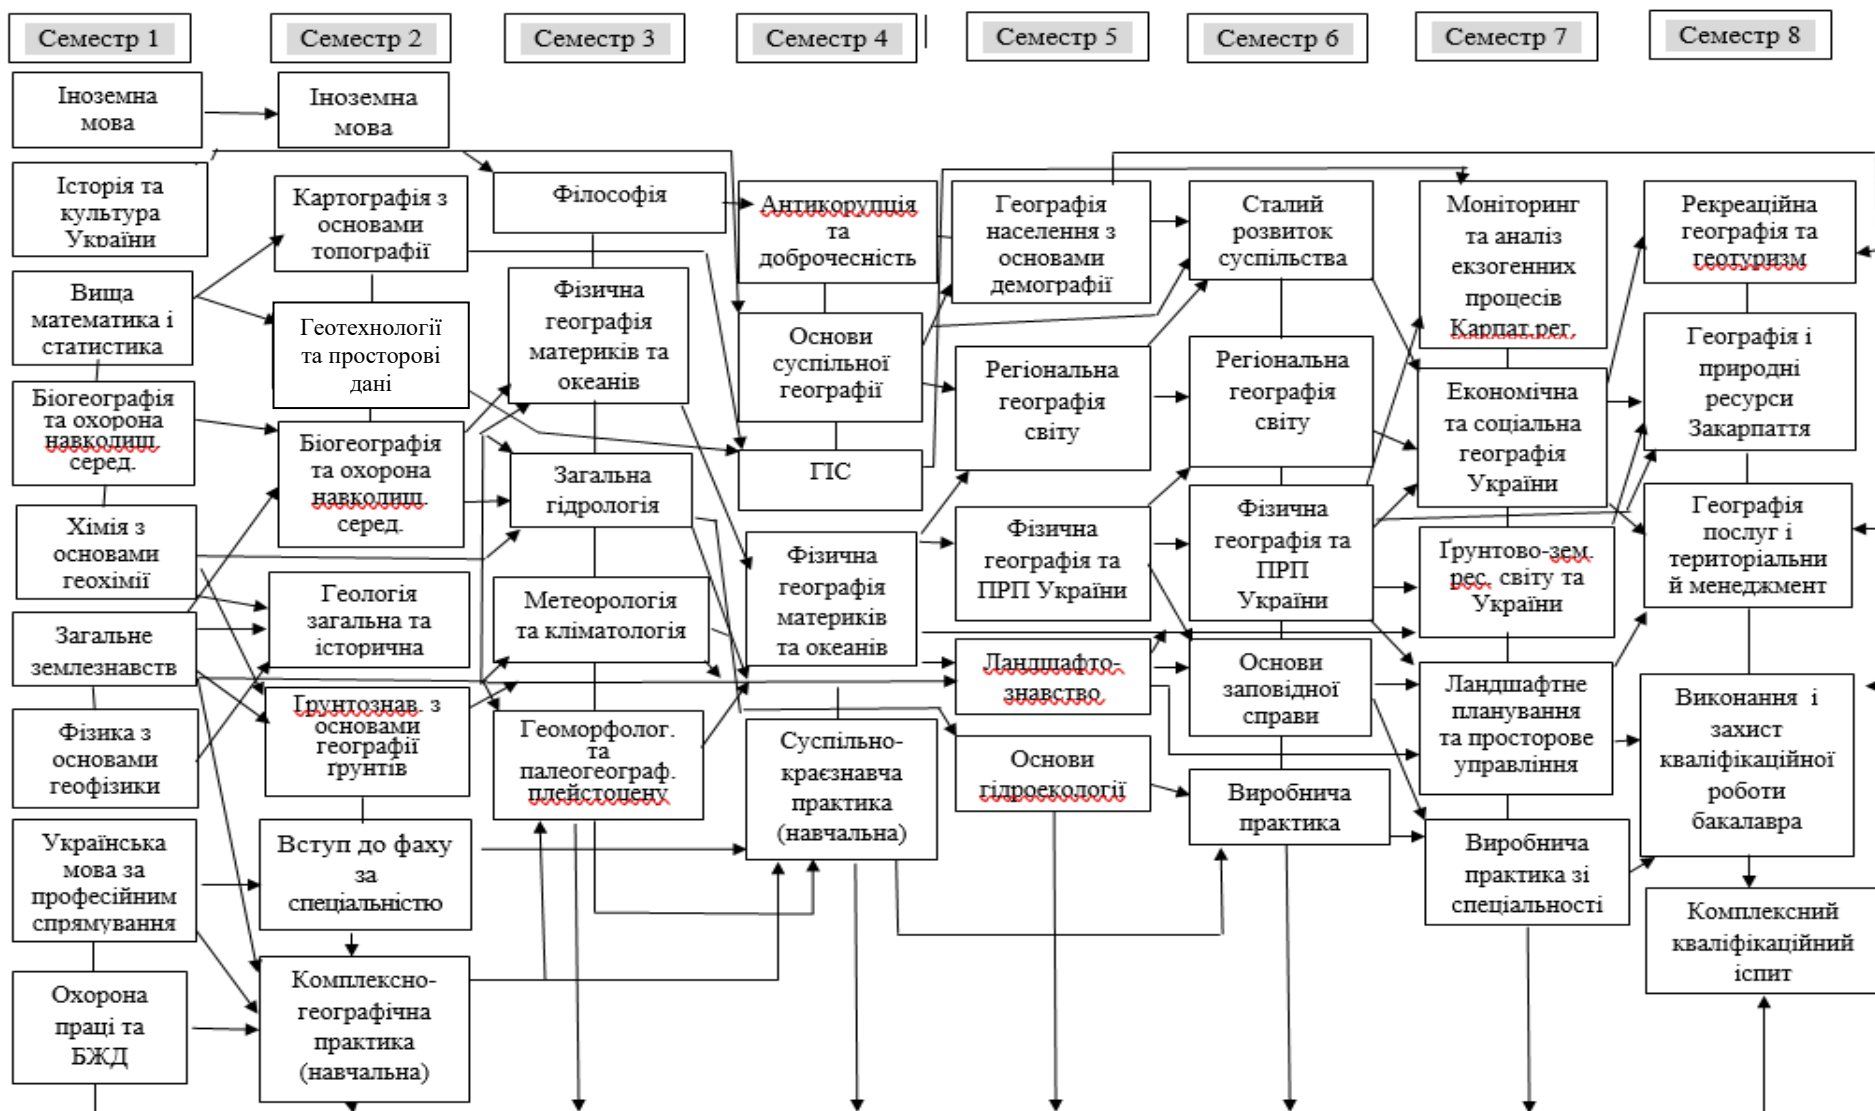 Семестр 1
Семестр 2
Семестр 3
Семестр 4
Семестр 5
Семестр 6
Семестр 7
Семестр 8
Іноземна
мова
Історія та
культура
України
Вища
математика і
статистика
Біогеографія
та охорона
навколиш.
серед.
Хімія з
основами
геохімії
Загальне
землезнавств
Фізика з
основами
геофізики
Українська
мова за
професійним
спрямування
Охорона
праці та
БЖД
Іноземна
мова
Картографія з
основами
топографії
Геотехнології
та просторові
дані
Біогеографія
та охорона
навколиш.
серед.
Геологія
загальна та
історична
Ґрунтознав. з
основами
географії
ґрунтів
Вступ до фаху
за
спеціальністю
Комплексно-
географічна
практика
(навчальна)
Філософія
Фізична
географія
материків та
океанів
Загальна
гідрологія
Метеорологія
та кліматологія
Геоморфолог.
та
палеогеограф.
плейстоцену
Антикорупція
та
доброчесність
Основи
суспільної
географії
ГІС
Фізична
географія
материків
та океанів
Суспільно-
краєзнавча
практика
(навчальна)
Географія
населення з
основами
демографії
Регіональна
географія
світу
Фізична
географія та
ПРП України
Ландшафто-
знавство
Основи
гідроекології
Сталий
розвиток
суспільства
Регіональна
географія
світу
Фізична
географія та
ПРП
України
Основи
заповідної
справи
Виробнича
практика
Моніторинг
та аналіз
екзогенних
процесів
Карпат.рег.
Економічна
та соціальна
географія
України
Ґрунтово-зем.
рес. світу та
України
Ландшафтне
планування
та просторове
управління
Виробнича
практика зі
спеціальності
Рекреаційна
географія та
геотуризм
Географія і
природні
ресурси
Закарпаття
Географія
послуг і
територіальни
й менеджмент
Виконання і
захист
кваліфікаційної
роботи
бакалавра
Комплексний
кваліфікаційний
іспит